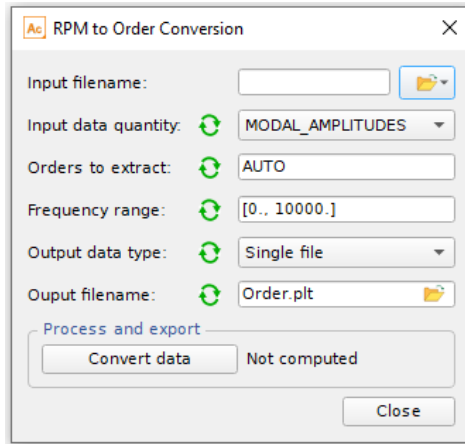 Ac RPM to Order Conversion
Input filename:
Input data quantity: MODAL_AMPLITUDES
Orders to extract: AUTO
Frequency range: [0., 10000.]
Output data type: Single file
Ouput filename: Order.plt
Process and export
Convert data Not computed
Close